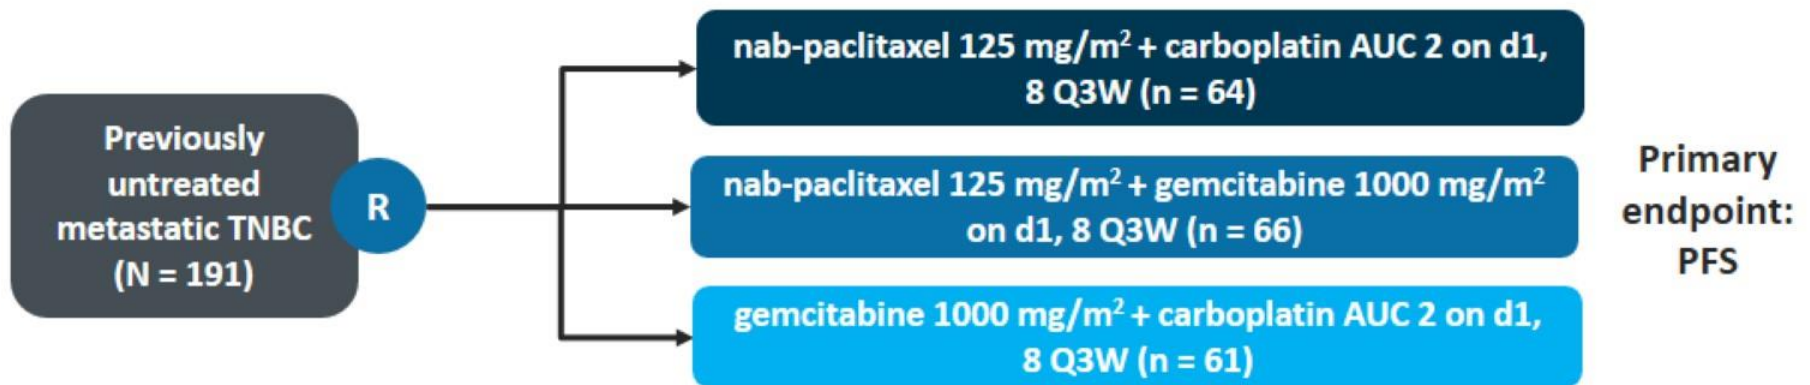 Previously
untreated
metastatic TNBC
(N = 191)
R
nab-paclitaxel 125 mg/m² + carboplatin AUC 2 on d1,
8 Q3W (n = 64)
nab-paclitaxel 125 mg/m² + gemcitabine 1000 mg/m²
on d1, 8 Q3W (n = 66)
gemcitabine 1000 mg/m² + carboplatin AUC 2 on d1,
8 Q3W (n = 61)
Primary
endpoint:
PFS